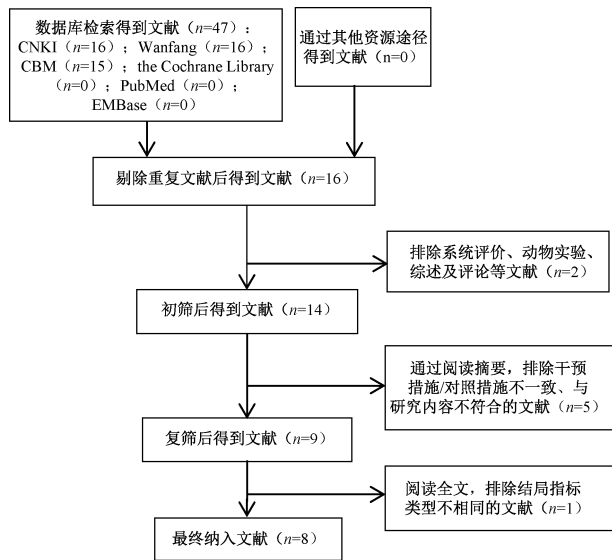 数据库检索得到文献（n=47）：
CNKI（n=16）；Wanfang（n=16）；
CBM（n=15）；the Cochrane Library
（n=0）；PubMed（n=0）；
EMBase（n=0）
通过其他资源途径
得到文献（n=0）
剔除重复文献后得到文献（n=16）
排除系统评价、动物实验、
综述及评论等文献（n=2）
初筛后得到文献（n=14）
通过阅读摘要，排除干预
措施/对照措施不一致、与
研究内容不符合的文献（n=5）
复筛后得到文献（n=9）
阅读全文，排除结局指标
类型不相同的文献（n=1）
最终纳入文献（n=8）